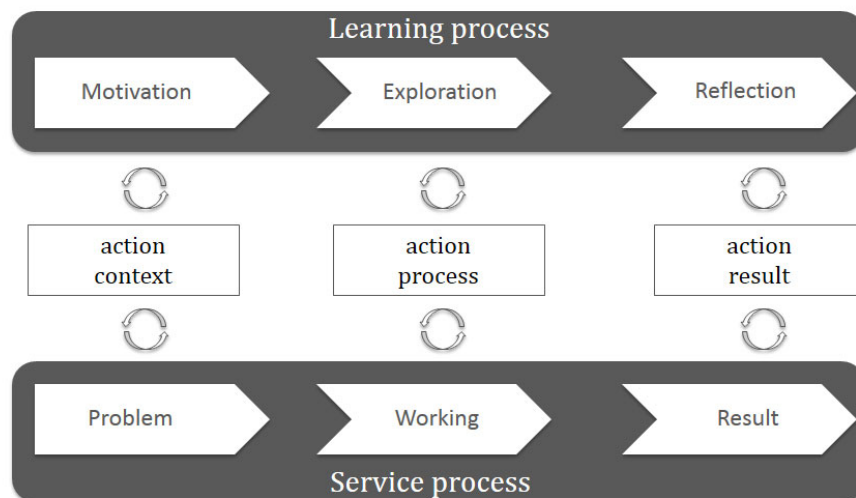 Learning process
Motivation
Exploration
Reflection
action
context
action
process
action
result
Problem
Working
Result
Service process